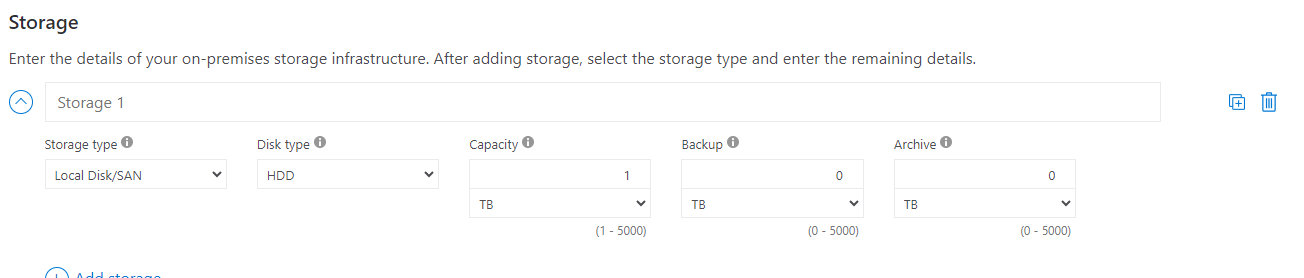 Storage
Enter the details of your on-premises storage infrastructure. After adding storage, select the storage type and enter the remaining details.
Storage 1
Storage type Disk type Capacity Backup Archive
Local Disk/SAN HDD 1 0 0
TB TB TB
(1 - 5000) (0 - 5000) (0 - 5000)
Add storage